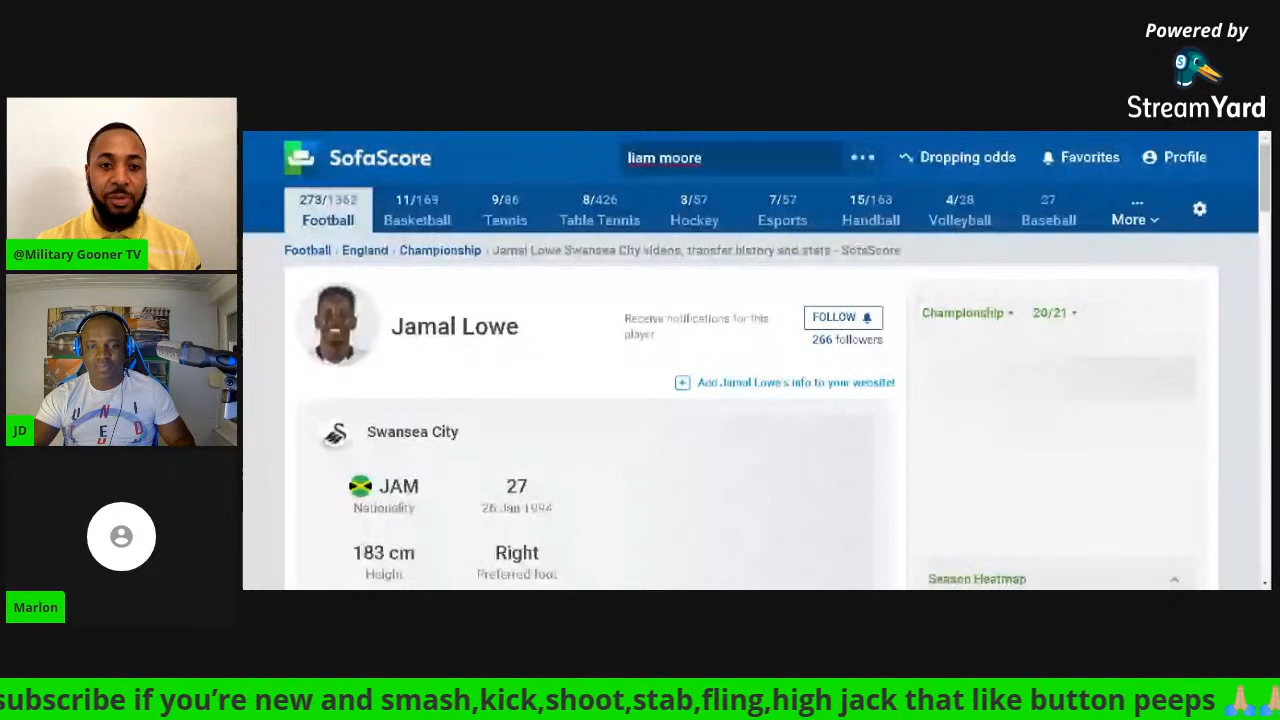 Powered by
StreamYard
@Military Gooner TV
JD
Marlon
SofaScore
liam moore
Dropping odds
Favorites
Profile
273/1362
Football
11/169
Basketball
9/86
Tennis
8/426
Table Tennis
3/57
Hockey
7/57
Esports
15/163
Handball
4/28
Volleyball
27
Baseball
...
More
Football
England
Championship
Jamal Lowe Swansea City videos, transfer history and stats - SofaScore
Jamal Lowe
Receive notifications for this
player
FOLLOW
266 followers
+ Add Jamal Lowe's info to your website!
Swansea City
JAM
Nationality
27
26 Jan 1994
183 cm
Height
Right
Preferred foot
Championship
20/21
Season Heatmap
subscribe if you're new and smash,kick,shoot,stab,fling,high jack that like button peeps 🙏🏼